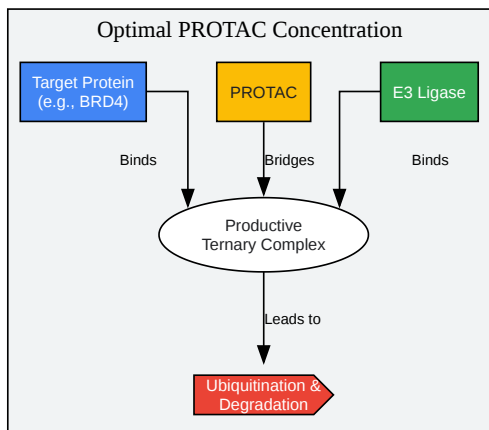 Optimal PROTAC Concentration
Target Protein
(e.g., BRD4)
PROTAC
E3 Ligase
Binds
Bridges
Binds
Productive
Ternary Complex
Leads to
Ubiquitination &
Degradation